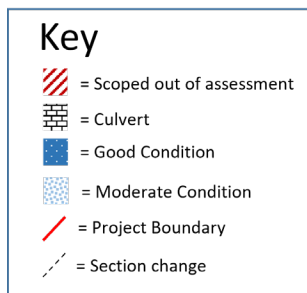 Key
= Scoped out of assessment
= Culvert
= Good Condition
= Moderate Condition
= Project Boundary
= Section change